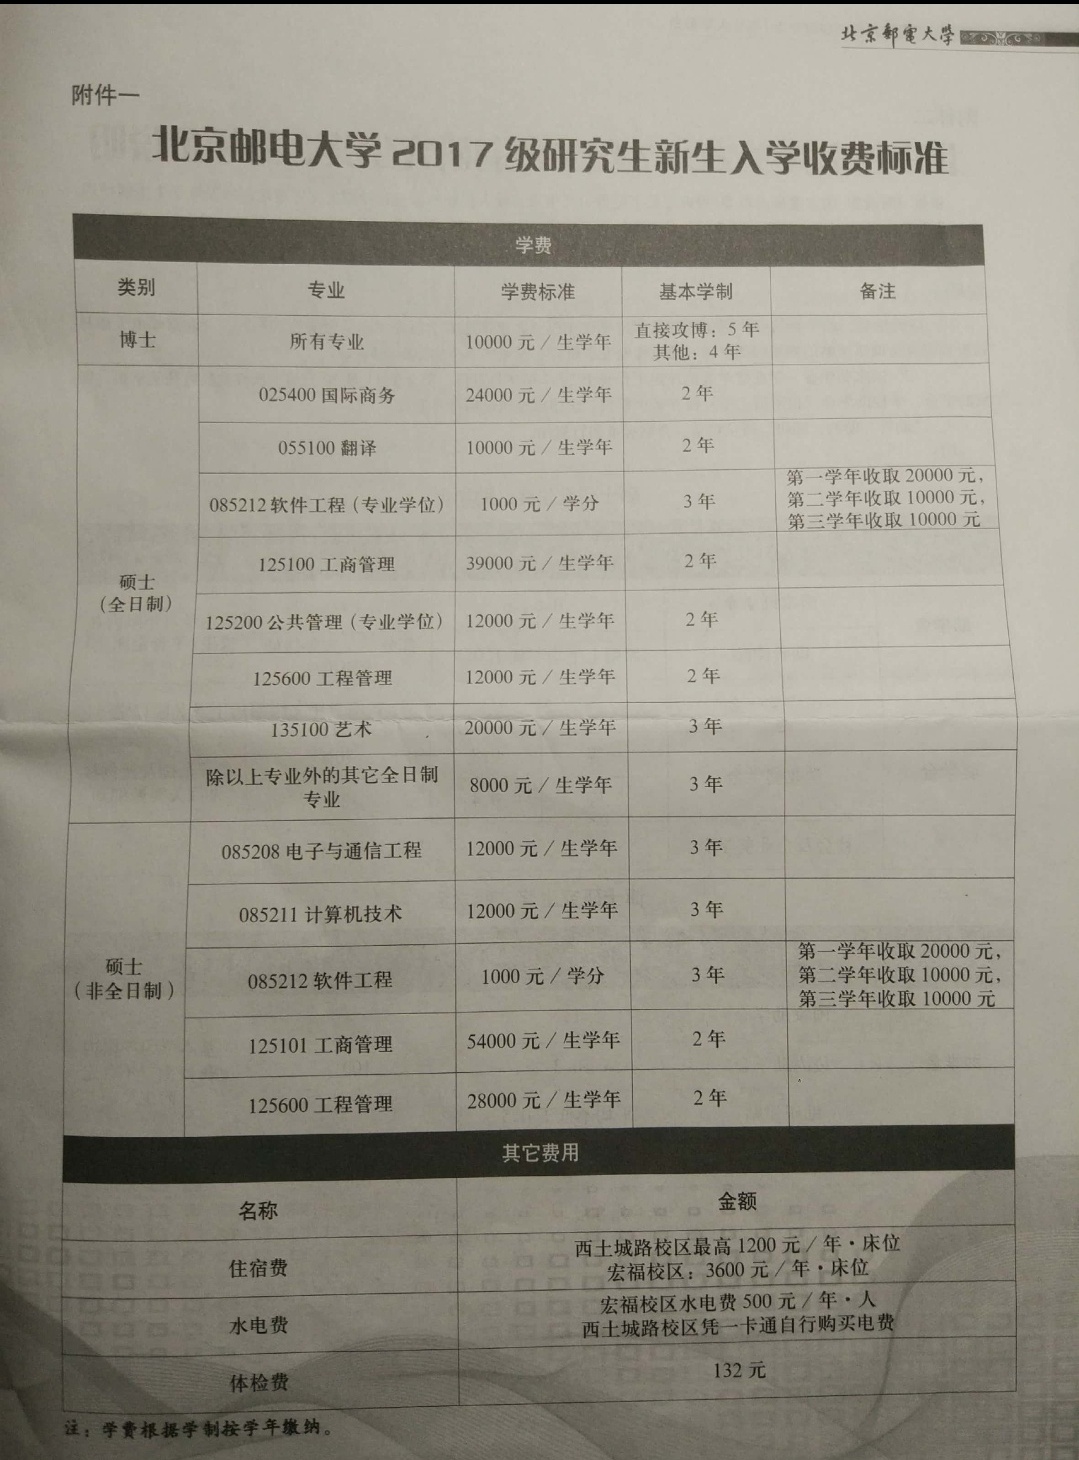 北京郵電大學
附件一
北京邮电大学 2017 级研究生新生入学收费标准
学费
类别 专业 学费标准 基本学制 备注
博士 所有专业 10000 元 / 生学年 直接攻博：5 年
其他：4 年
硕士
（全日制）
025400 国际商务 24000 元 / 生学年 2 年
055100 翻译 10000 元 / 生学年 2 年
085212 软件工程（专业学位） 1000 元 / 学分 3 年 第一学年收取 20000 元，
第二学年收取 10000 元，
第三学年收取 10000 元
125100 工商管理 39000 元 / 生学年 2 年
125200 公共管理（专业学位） 12000 元 / 生学年 2 年
125600 工程管理 12000 元 / 生学年 2 年
135100 艺术 20000 元 / 生学年 3 年
除以上专业外的其它全日制
专业 8000 元 / 生学年 3 年
硕士
（非全日制）
085208 电子与通信工程 12000 元 / 生学年 3 年
085211 计算机技术 12000 元 / 生学年 3 年
085212 软件工程 1000 元 / 学分 3 年 第一学年收取 20000 元，
第二学年收取 10000 元，
第三学年收取 10000 元
125101 工商管理 54000 元 / 生学年 2 年
125600 工程管理 28000 元 / 生学年 2 年
其它费用
名称 金额
住宿费 西土城路校区最高 1200 元 / 年·床位
宏福校区：3600 元 / 年·床位
水电费 宏福校区水电费 500 元 / 年·人
西土城路校区凭一卡通自行购买电费
体检费 132 元
注：学费根据学制按学年缴纳。